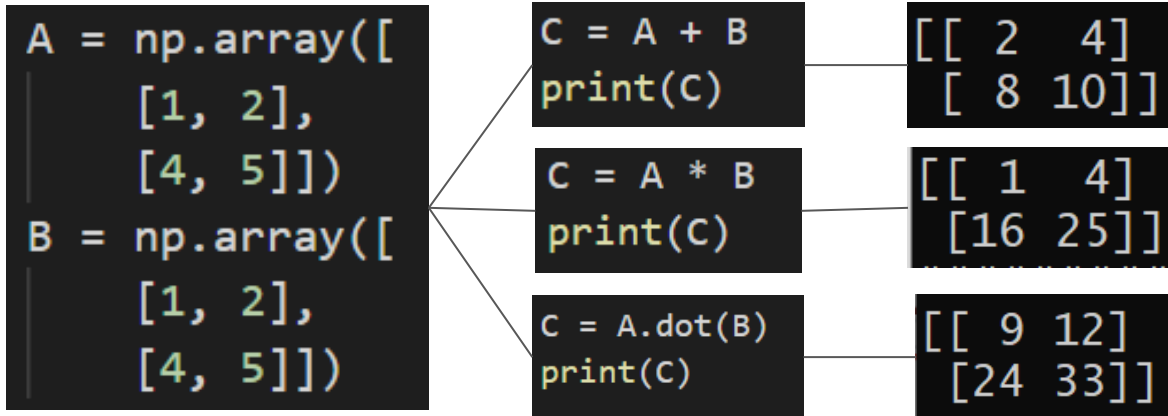 A = np.array([
[1, 2],
[4, 5]])
B = np.array([
[1, 2],
[4, 5]])
C = A + B
print(C)
[[ 2  4]
[ 8 10]]
C = A * B
print(C)
[[ 1  4]
[16 25]]
C = A.dot(B)
print(C)
[[ 9 12]
[24 33]]